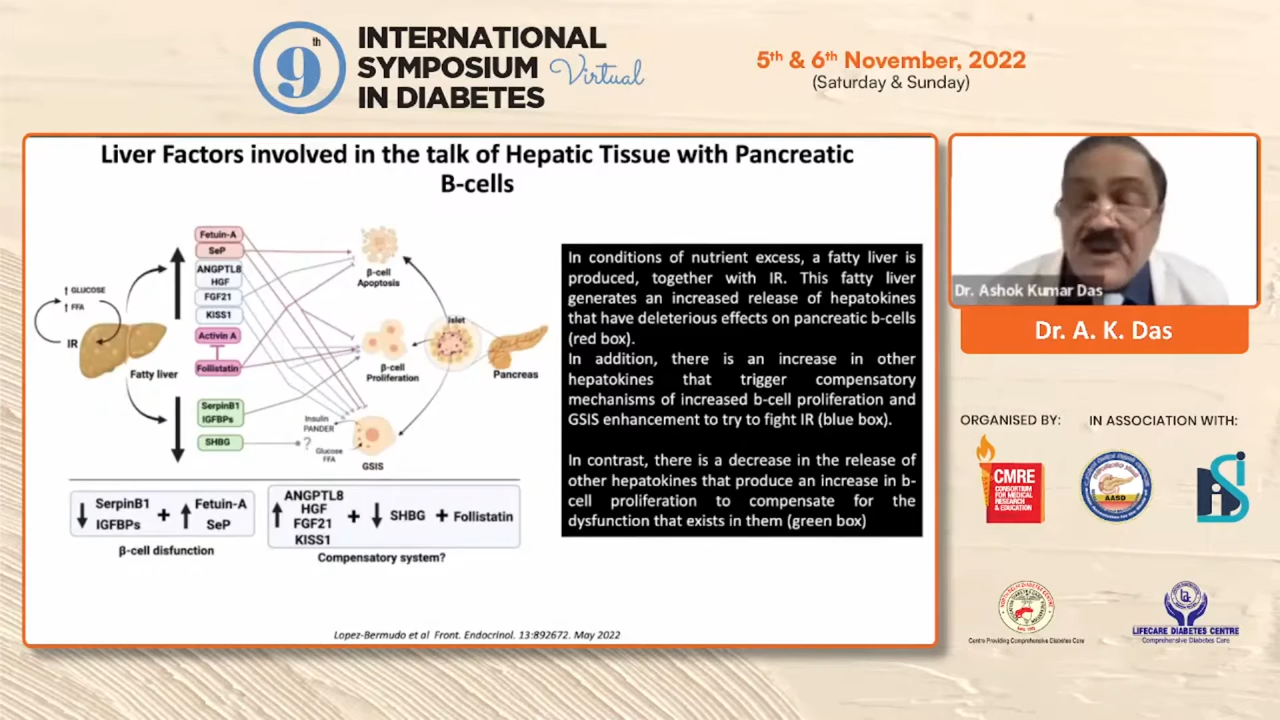 9th
INTERNATIONAL
SYMPOSIUM Virtual
IN DIABETES
5th & 6th November, 2022
(Saturday & Sunday)
Liver Factors involved in the talk of Hepatic Tissue with Pancreatic
B-cells
Fetuin-A
SeP
ANGPTL8
HGF
FGF21
KISS1
Activin A
Follistatin
SerpinB1
IGFBPs
SHBG
↑ GLUCOSE
↑ FFA
IR
Fatty liver
β-cell
Apoptosis
β-cell
Proliferation
Islet
Pancreas
Insulin
PANDER
?
Glucose
FFA
GSIS
SerpinB1
IGFBPs
+
Fetuin-A
SeP
β-cell disfunction
ANGPTL8
HGF
FGF21
KISS1
+
SHBG
+ Follistatin
Compensatory system?
In conditions of nutrient excess, a fatty liver is
produced, together with IR. This fatty liver
generates an increased release of hepatokines
that have deleterious effects on pancreatic b-cells
(red box).
In addition, there is an increase in other
hepatokines that trigger compensatory
mechanisms of increased b-cell proliferation and
GSIS enhancement to try to fight IR (blue box).
In contrast, there is a decrease in the release of
other hepatokines that produce an increase in b-
cell proliferation to compensate for the
dysfunction that exists in them (green box)
Lopez-Bermudo et al Front. Endocrinol. 13:892672. May 2022
Dr. Ashok Kumar Das
Dr. A. K. Das
ORGANISED BY:
IN ASSOCIATION WITH:
CMRE
CONSORTIUM
FOR MEDICAL
RESEARCH
& EDUCATION
AASD
Centre Providing Comprehensive Diabetes Care
LIFECARE DIABETES CENTRE
Comprehensive Diabetes Care